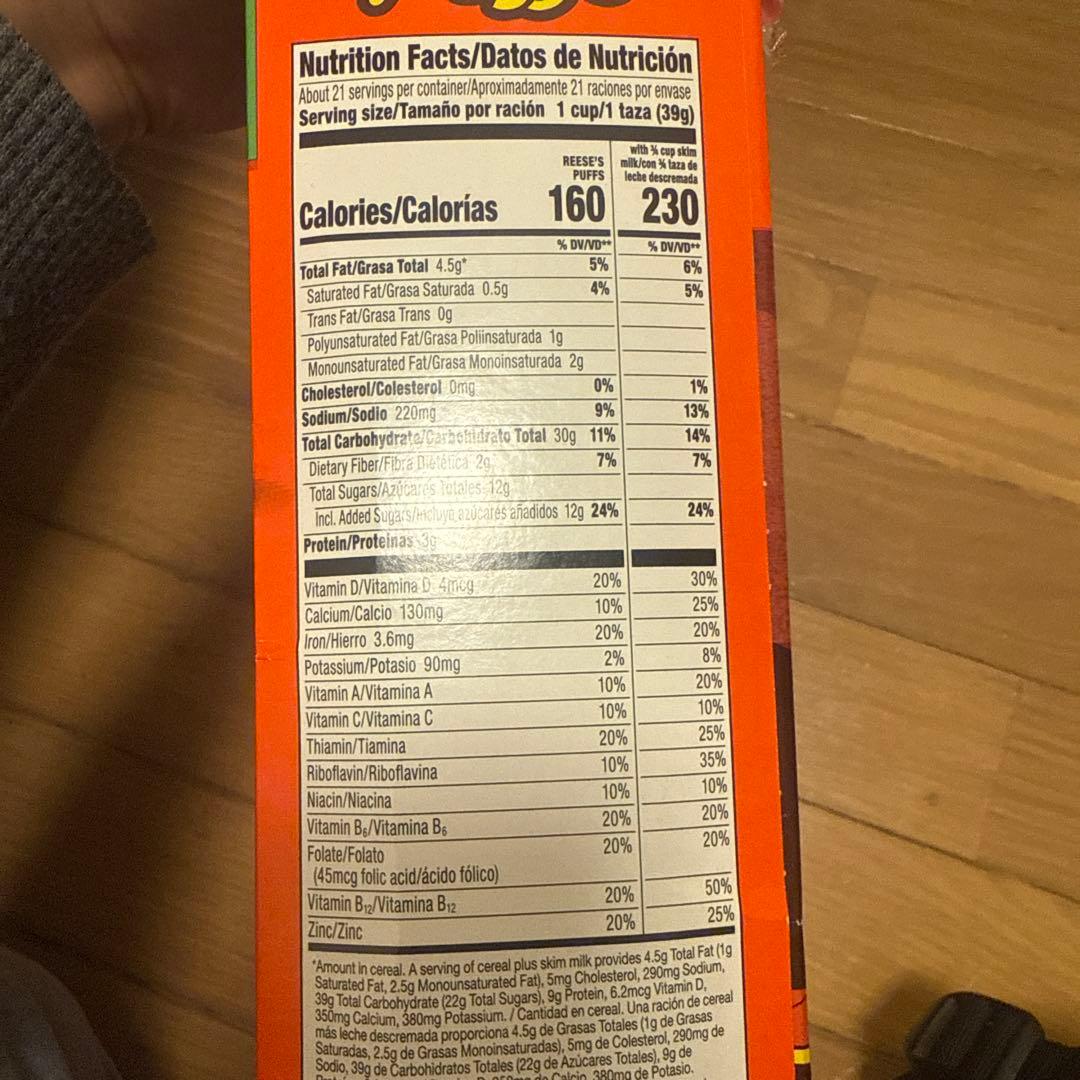 Nutrition Facts/Datos de Nutrición
About 21 servings per container/Aproximadamente 21 raciones por envase
Serving size/Tamaño por ración 1 cup/1 taza (39g)
REESE'S PUFFS
with ¾ cup skim milk/con ¾ taza de leche descremada
Calories/Calorías 160 230
% DV/VD** % DV/VD**
Total Fat/Grasa Total 4.5g* 5% 6%
Saturated Fat/Grasa Saturada 0.5g 4% 5%
Trans Fat/Grasa Trans 0g
Polyunsaturated Fat/Grasa Poliinsaturada 1g
Monounsaturated Fat/Grasa Monoinsaturada 2g
Cholesterol/Colesterol 0mg 0% 1%
Sodium/Sodio 220mg 9% 13%
Total Carbohydrate/Carbohidrato Total 30g 11% 14%
Dietary Fiber/Fibra Dietética 2g 7% 7%
Total Sugars/Azúcares Totales 12g
Incl. Added Sugars/Incluye azúcares añadidos 12g 24% 24%
Protein/Proteínas 3g
Vitamin D/Vitamina D 4mcg 20% 30%
Calcium/Calcio 130mg 10% 25%
Iron/Hierro 3.6mg 20% 20%
Potassium/Potasio 90mg 2% 8%
Vitamin A/Vitamina A 10% 20%
Vitamin C/Vitamina C 10% 10%
Thiamin/Tiamina 20% 25%
Riboflavin/Riboflavina 10% 35%
Niacin/Niacina 10% 10%
Vitamin B6/Vitamina B6 20% 20%
Folate/Folato 20% 20%
(45mcg folic acid/ácido fólico)
Vitamin B12/Vitamina B12 20% 50%
Zinc/Zinc 20% 25%
*Amount in cereal. A serving of cereal plus skim milk provides 4.5g Total Fat (1g
Saturated Fat, 2.5g Monounsaturated Fat), 5mg Cholesterol, 290mg Sodium,
39g Total Carbohydrate (22g Total Sugars), 9g Protein, 6.2mcg Vitamin D,
350mg Calcium, 380mg Potassium. / Cantidad en cereal. Una ración de cereal
más leche descremada proporciona 4.5g de Grasas Totales (1g de Grasas
Saturadas, 2.5g de Grasas Monoinsaturadas), 5mg de Colesterol, 290mg de
Sodio, 39g de Carbohidratos Totales (22g de Azúcares Totales), 9g de
de Calcio, 380mg de Potasio.